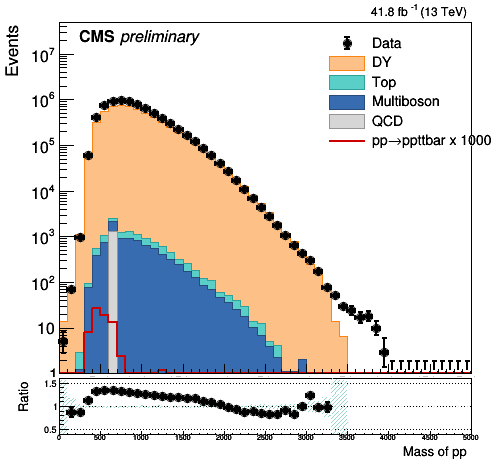 41.8 fb⁻¹ (13 TeV)
CMS preliminary
Events
10⁷
10⁶
10⁵
10⁴
10³
10²
10
1
Data
DY
Top
Multiboson
QCD
pp→ppttbar x 1000
Ratio
1.5
1
0.5
0 500 1000 1500 2000 2500 3000 3500 4000 4500 5000
Mass of pp